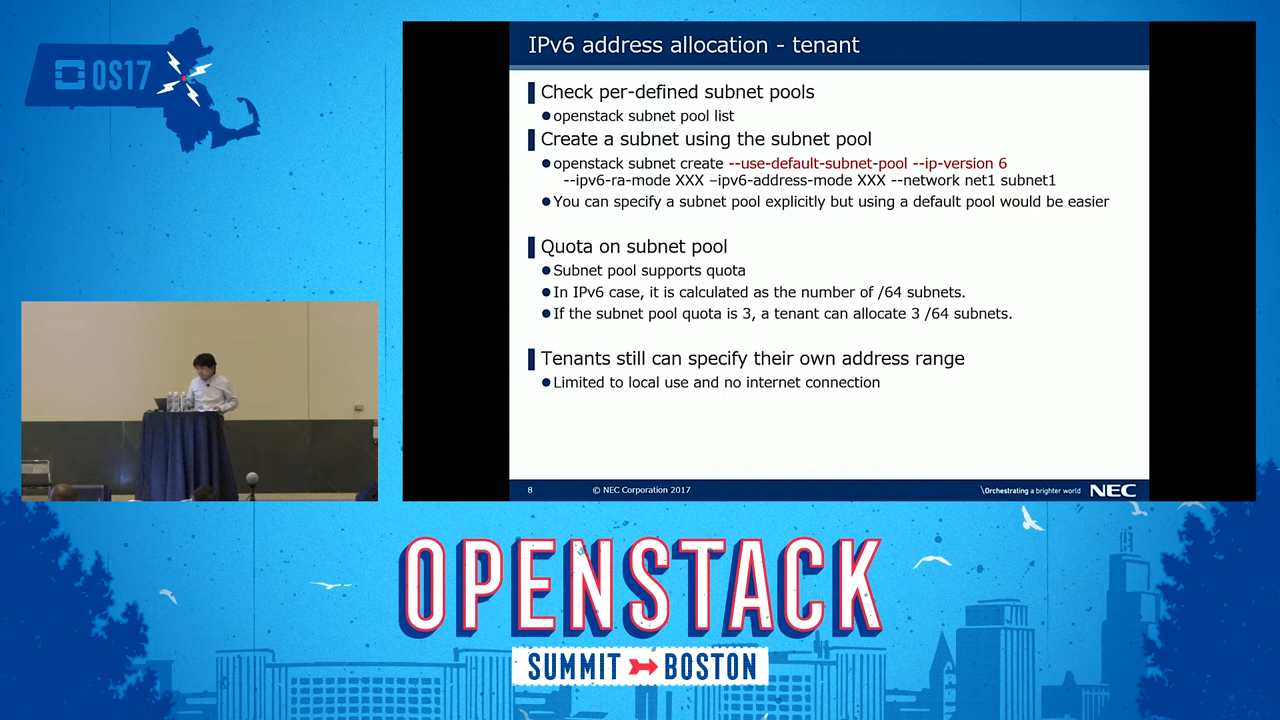 OS17
IPv6 address allocation - tenant
Check per-defined subnet pools
openstack subnet pool list
Create a subnet using the subnet pool
openstack subnet create --use-default-subnet-pool --ip-version 6
--ipv6-ra-mode XXX –ipv6-address-mode XXX --network net1 subnet1
You can specify a subnet pool explicitly but using a default pool would be easier
Quota on subnet pool
Subnet pool supports quota
In IPv6 case, it is calculated as the number of /64 subnets.
If the subnet pool quota is 3, a tenant can allocate 3 /64 subnets.
Tenants still can specify their own address range
Limited to local use and no internet connection
8
© NEC Corporation 2017
\Orchestrating a brighter world
NEC
OPENSTACK
SUMMIT BOSTON